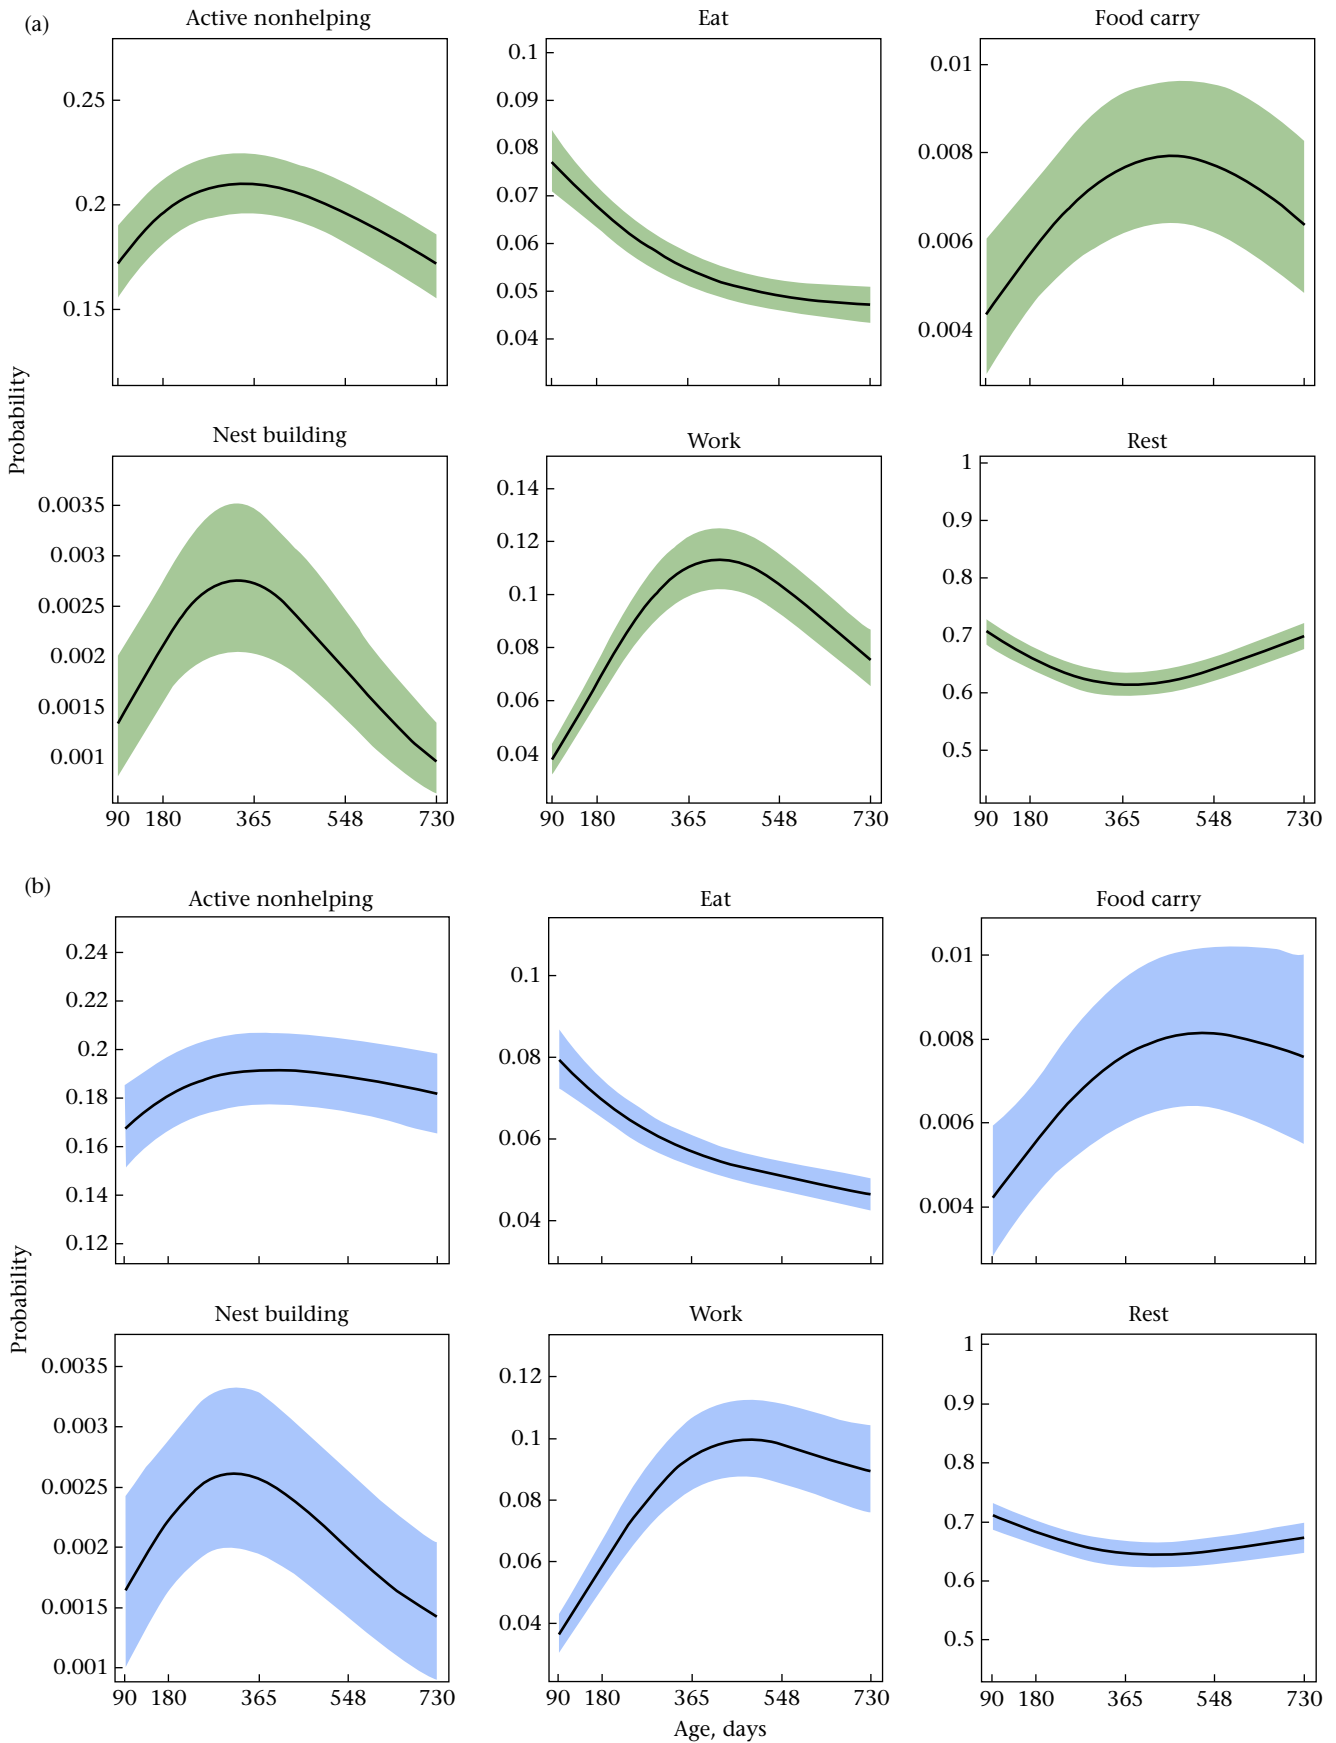 (a)
Active nonhelping
Eat
Food carry
0.25
0.2
0.15
0.1
0.09
0.08
0.07
0.06
0.05
0.04
0.01
0.008
0.006
0.004
Probability
Nest building
Work
Rest
0.0035
0.003
0.0025
0.002
0.0015
0.001
90 180 365 548 730
0.14
0.12
0.1
0.08
0.06
0.04
90 180 365 548 730
1
0.9
0.8
0.7
0.6
0.5
90 180 365 548 730
(b)
Active nonhelping
Eat
Food carry
0.24
0.22
0.2
0.18
0.16
0.14
0.12
0.1
0.08
0.06
0.04
0.01
0.008
0.006
0.004
Probability
Nest building
Work
Rest
0.0035
0.003
0.0025
0.002
0.0015
0.001
90 180 365 548 730
0.12
0.1
0.08
0.06
0.04
90 180 365 548 730
1
0.9
0.8
0.7
0.6
0.5
90 180 365 548 730
Age, days